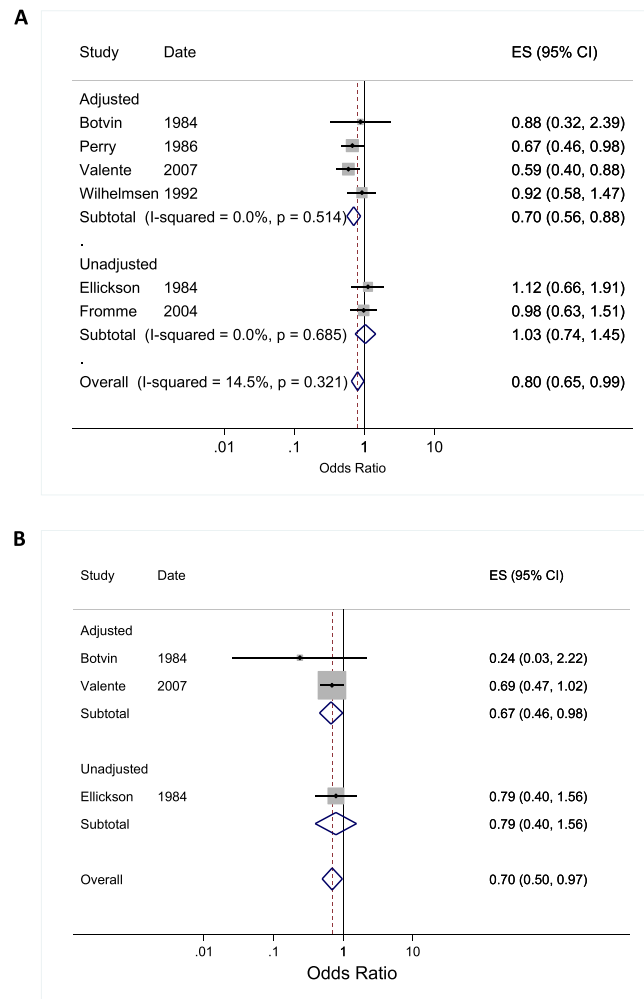 A
Study Date ES (95% CI)
Adjusted
Botvin 1984 0.88 (0.32, 2.39)
Perry 1986 0.67 (0.46, 0.98)
Valente 2007 0.59 (0.40, 0.88)
Wilhelmsen 1992 0.92 (0.58, 1.47)
Subtotal (I-squared = 0.0%, p = 0.514) 0.70 (0.56, 0.88)
.
Unadjusted
Ellickson 1984 1.12 (0.66, 1.91)
Fromme 2004 0.98 (0.63, 1.51)
Subtotal (I-squared = 0.0%, p = 0.685) 1.03 (0.74, 1.45)
.
Overall (I-squared = 14.5%, p = 0.321) 0.80 (0.65, 0.99)
.01 .1 1 10
Odds Ratio
B
Study Date ES (95% CI)
Adjusted
Botvin 1984 0.24 (0.03, 2.22)
Valente 2007 0.69 (0.47, 1.02)
Subtotal 0.67 (0.46, 0.98)
Unadjusted
Ellickson 1984 0.79 (0.40, 1.56)
Subtotal 0.79 (0.40, 1.56)
Overall 0.70 (0.50, 0.97)
.01 .1 1 10
Odds Ratio